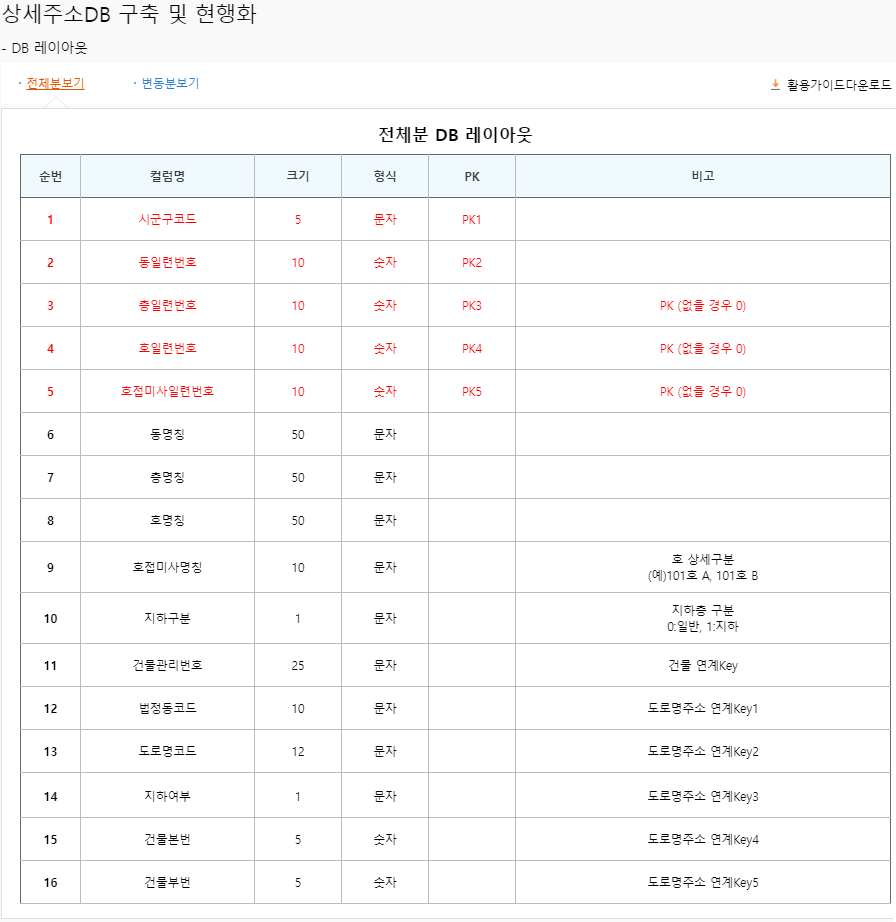 상세주소DB 구축 및 현행화
- DB 레이아웃
· 전체분보기 · 변동분보기 활용가이드다운로드
전체분 DB 레이아웃
순번 컬럼명 크기 형식 PK 비고
1 시군구코드 5 문자 PK1
2 동일련번호 10 숫자 PK2
3 층일련번호 10 숫자 PK3 PK (없을 경우 0)
4 호일련번호 10 숫자 PK4 PK (없을 경우 0)
5 호접미사일련번호 10 숫자 PK5 PK (없을 경우 0)
6 동명칭 50 문자
7 층명칭 50 문자
8 호명칭 50 문자
9 호접미사명칭 10 문자 호 상세구분
(예)101호 A, 101호 B
10 지하구분 1 문자 지하층 구분
0:일반, 1:지하
11 건물관리번호 25 문자 건물 연계Key
12 법정동코드 10 문자 도로명주소 연계Key1
13 도로명코드 12 문자 도로명주소 연계Key2
14 지하여부 1 문자 도로명주소 연계Key3
15 건물본번 5 숫자 도로명주소 연계Key4
16 건물부번 5 숫자 도로명주소 연계Key5